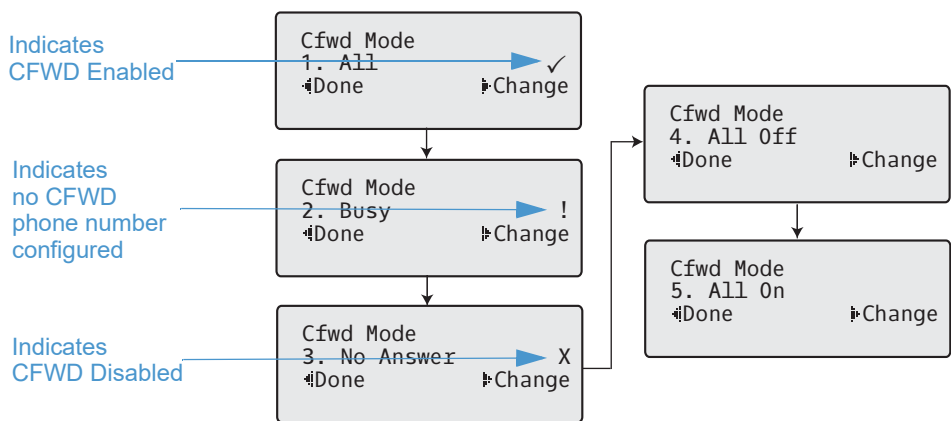 Indicates
CFWD Enabled
Cfwd Mode
1. All ✓
Done Change
Indicates
no CFWD
phone number
configured
Cfwd Mode
2. Busy !
Done Change
Indicates
CFWD Disabled
Cfwd Mode
3. No Answer X
Done Change
Cfwd Mode
4. All Off
Done Change
Cfwd Mode
5. All On
Done Change